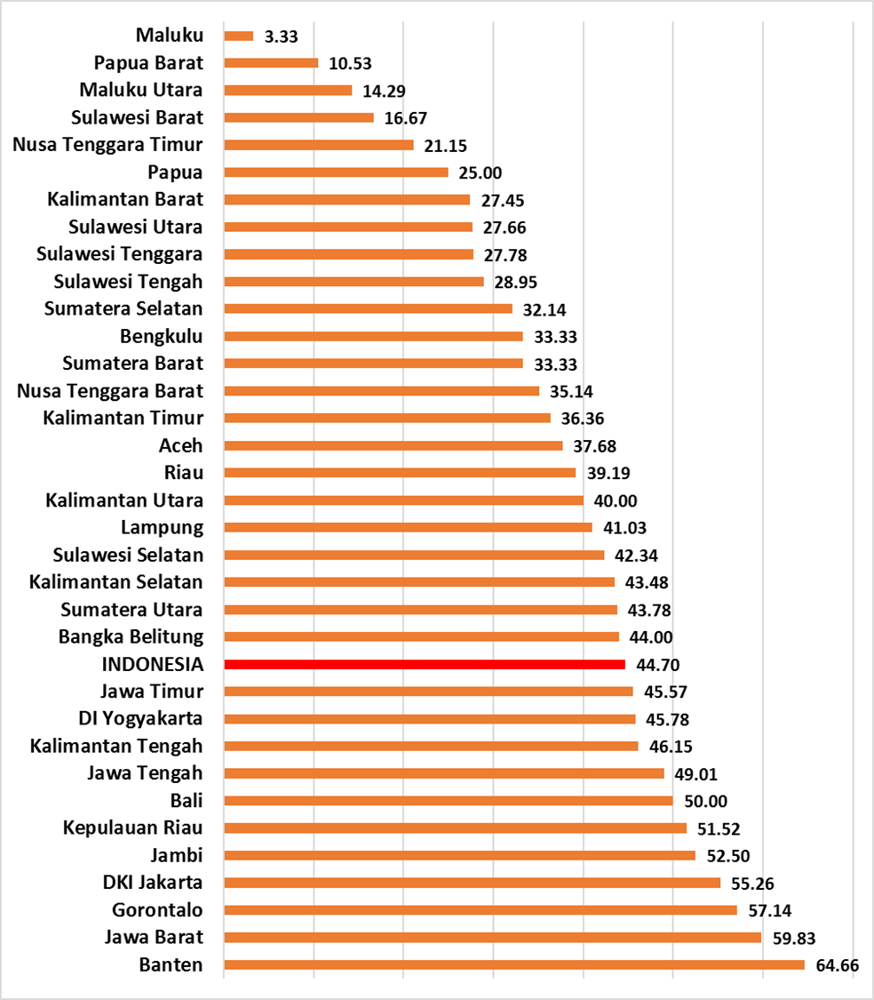 Maluku 3.33
Papua Barat 10.53
Maluku Utara 14.29
Sulawesi Barat 16.67
Nusa Tenggara Timur 21.15
Papua 25.00
Kalimantan Barat 27.45
Sulawesi Utara 27.66
Sulawesi Tenggara 27.78
Sulawesi Tengah 28.95
Sumatera Selatan 32.14
Bengkulu 33.33
Sumatera Barat 33.33
Nusa Tenggara Barat 35.14
Kalimantan Timur 36.36
Aceh 37.68
Riau 39.19
Kalimantan Utara 40.00
Lampung 41.03
Sulawesi Selatan 42.34
Kalimantan Selatan 43.48
Sumatera Utara 43.78
Bangka Belitung 44.00
INDONESIA 44.70
Jawa Timur 45.57
DI Yogyakarta 45.78
Kalimantan Tengah 46.15
Jawa Tengah 49.01
Bali 50.00
Kepulauan Riau 51.52
Jambi 52.50
DKI Jakarta 55.26
Gorontalo 57.14
Jawa Barat 59.83
Banten 64.66